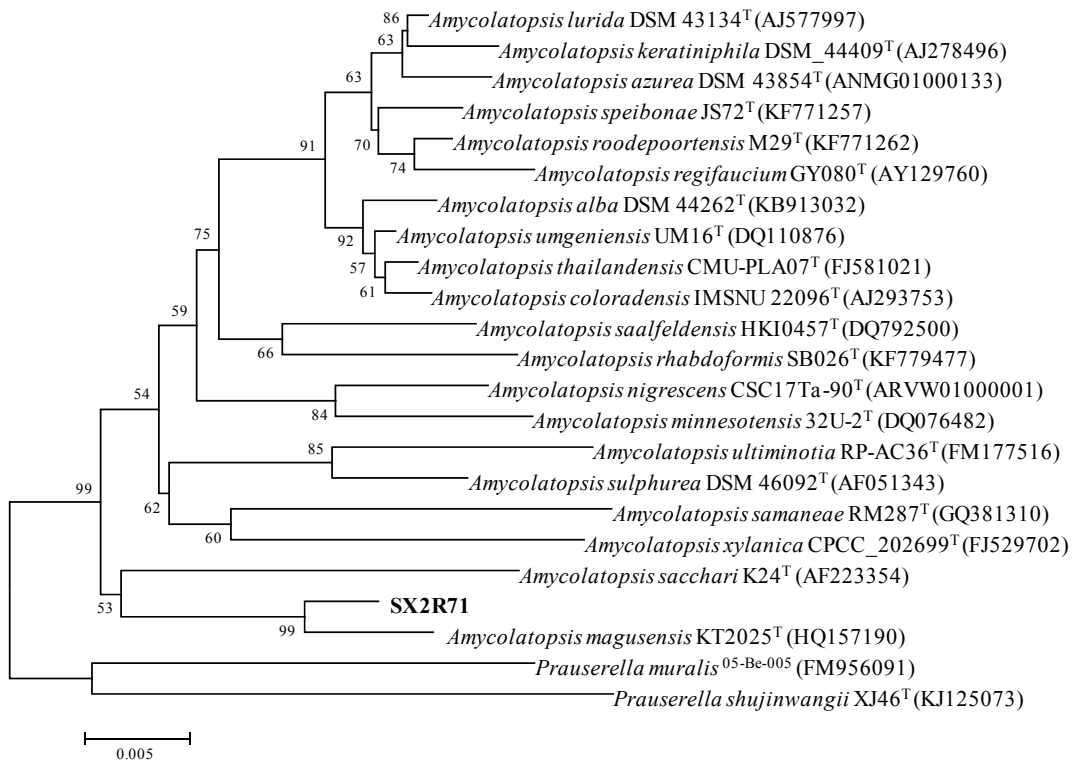 86
Amycolatopsis lurida DSM 43134T (AJ577997)
63
Amycolatopsis keratiniphila DSM_44409T (AJ278496)
63
Amycolatopsis azurea DSM 43854T (ANMG01000133)
Amycolatopsis speibonae JS72T (KF771257)
91
70
Amycolatopsis roodepoortensis M29T (KF771262)
74
Amycolatopsis regifaucium GY080T (AY129760)
Amycolatopsis alba DSM 44262T (KB913032)
75
92
Amycolatopsis umgeniensis UM16T (DQ110876)
57
Amycolatopsis thailandensis CMU-PLA07T (FJ581021)
61
Amycolatopsis coloradensis IMSNU 22096T (AJ293753)
59
Amycolatopsis saalfeldensis HKI0457T (DQ792500)
66
Amycolatopsis rhabdoformis SB026T (KF779477)
54
Amycolatopsis nigrescens CSC17Ta-90T (ARVW01000001)
84
Amycolatopsis minnesotensis 32U-2T (DQ076482)
85
Amycolatopsis ultiminotia RP-AC36T (FM177516)
99
Amycolatopsis sulphurea DSM 46092T (AF051343)
62
Amycolatopsis samaneae RM287T (GQ381310)
60
Amycolatopsis xylanica CPCC_202699T (FJ529702)
Amycolatopsis sacchari K24T (AF223354)
53
SX2R71
99
Amycolatopsis magusensis KT2025T (HQ157190)
Prauserella muralis 05-Be-005 (FM956091)
Prauserella shujinwangii XJ46T (KJ125073)
0.005